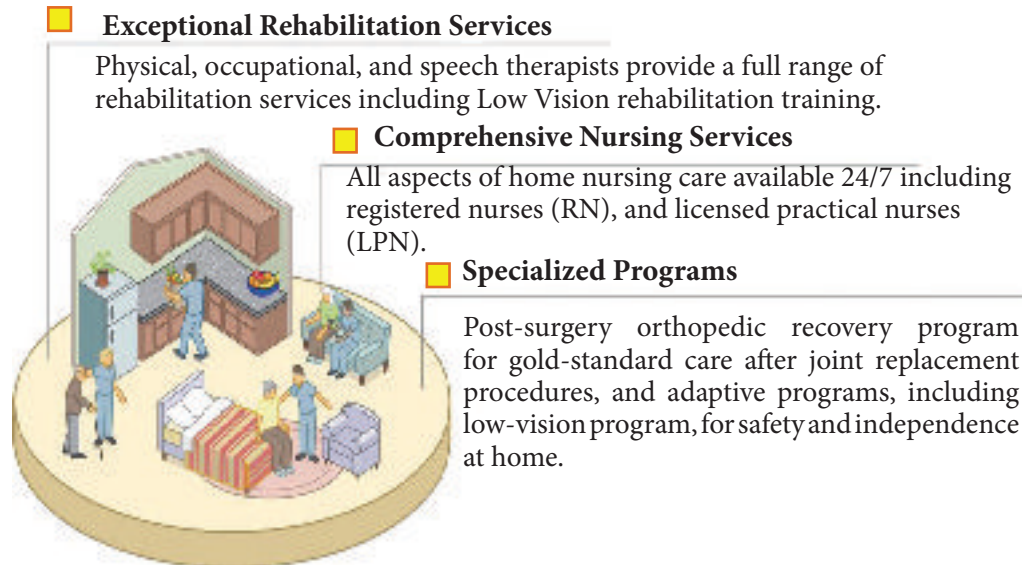 Exceptional Rehabilitation Services
Physical, occupational, and speech therapists provide a full range of
rehabilitation services including Low Vision rehabilitation training.
Comprehensive Nursing Services
All aspects of home nursing care available 24/7 including
registered nurses (RN), and licensed practical nurses
(LPN).
Specialized Programs
Post-surgery orthopedic recovery program
for gold-standard care after joint replacement
procedures, and adaptive programs, including
low-vision program, for safety and independence
at home.